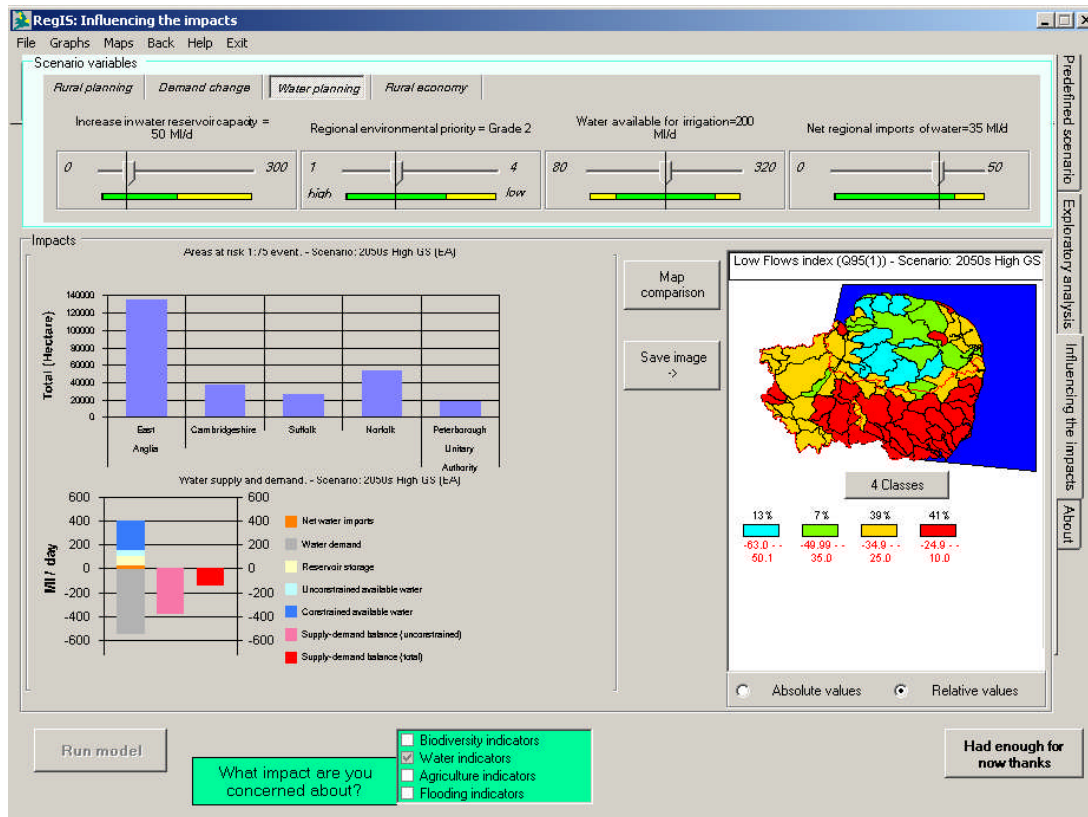 RegIS: Influencing the impacts
File Graphs Maps Back Help Exit
Scenario variables
Rural planning Demand change Water planning Rural economy
Increase in water reservoir capacity =
50 Ml/d
Regional environmental priority = Grade 2
Water available for irrigation=200
Ml/d
Net regional imports of water=35 Ml/d
0 300
1 4
high low
80 320
0 50
Predefined scenario
Exploratory analysis
Influencing the impacts
About
Impacts
Areas at risk 1:75 event. - Scenario: 2050s High GS (EA)
Total (Hectare)
140000
120000
100000
80000
60000
40000
20000
0
East
Anglia
Cambridgeshire
Suffolk
Norfolk
Peterborough
Unitary
Authority
Water supply and demand. - Scenario: 2050s High GS (EA)
Ml / day
600 600
400 400
200 200
0 0
-200 -200
-400 -400
-600 -600
Net water imports
Water demand
Reservoir storage
Unconstrained available water
Constrained available water
Supply-demand balance (unconstrained)
Supply-demand balance (total)
Map
comparison
Save image
->
Low Flows index (Q95(1)) - Scenario: 2050s High GS
4 Classes
13% 7% 39% 41%
-63.0 - - -49.99 - - -34.9 - - -24.9 - -
50.1 35.0 25.0 10.0
Absolute values Relative values
Run model
What impact are you
concerned about?
Biodiversity indicators
Water indicators
Agriculture indicators
Flooding indicators
Had enough for
now thanks